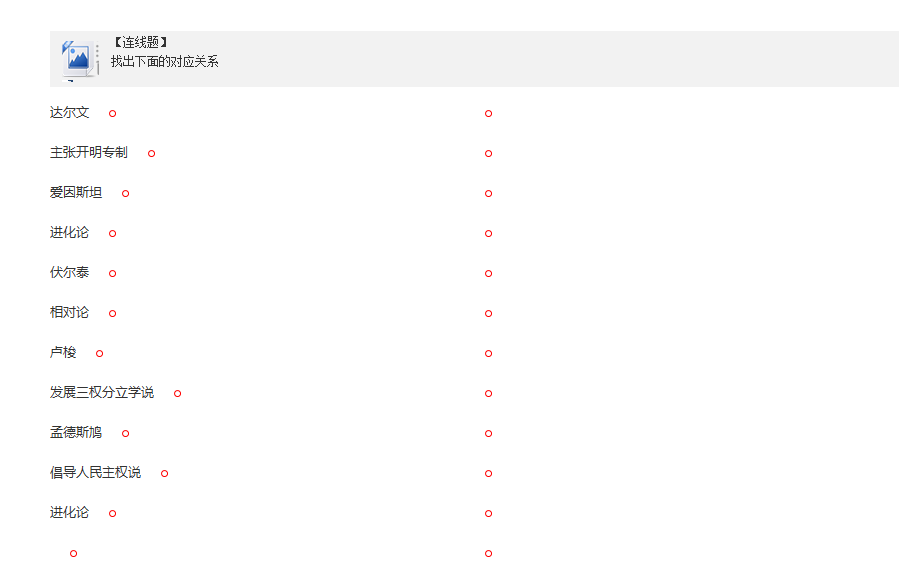 【连线题】
找出下面的对应关系
达尔文
主张开明专制
爱因斯坦
进化论
伏尔泰
相对论
卢梭
发展三权分立学说
孟德斯鸠
倡导人民主权说
进化论